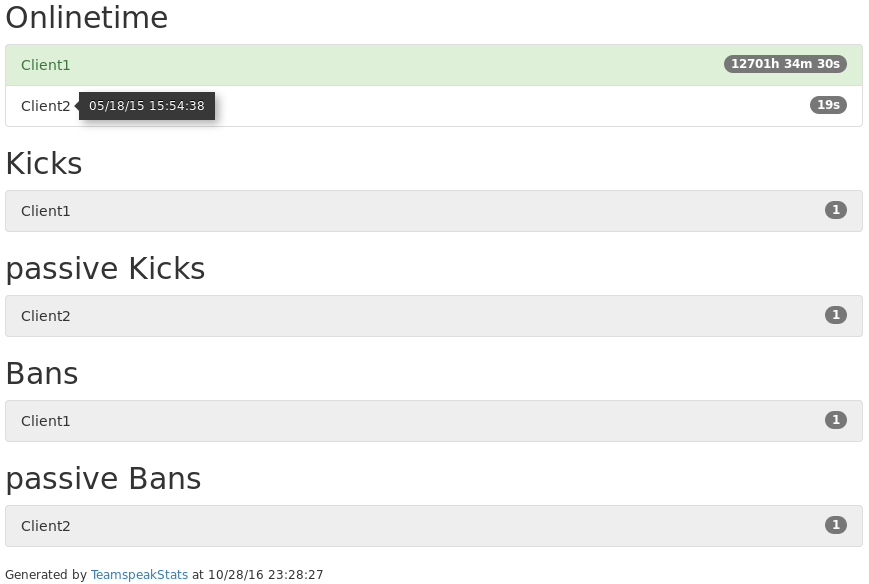 Onlinetime
Client1 12701h 34m 30s
Client2 05/18/15 15:54:38 19s
Kicks
Client1 1
passive Kicks
Client2 1
Bans
Client1 1
passive Bans
Client2 1
Generated by TeamspeakStats at 10/28/16 23:28:27